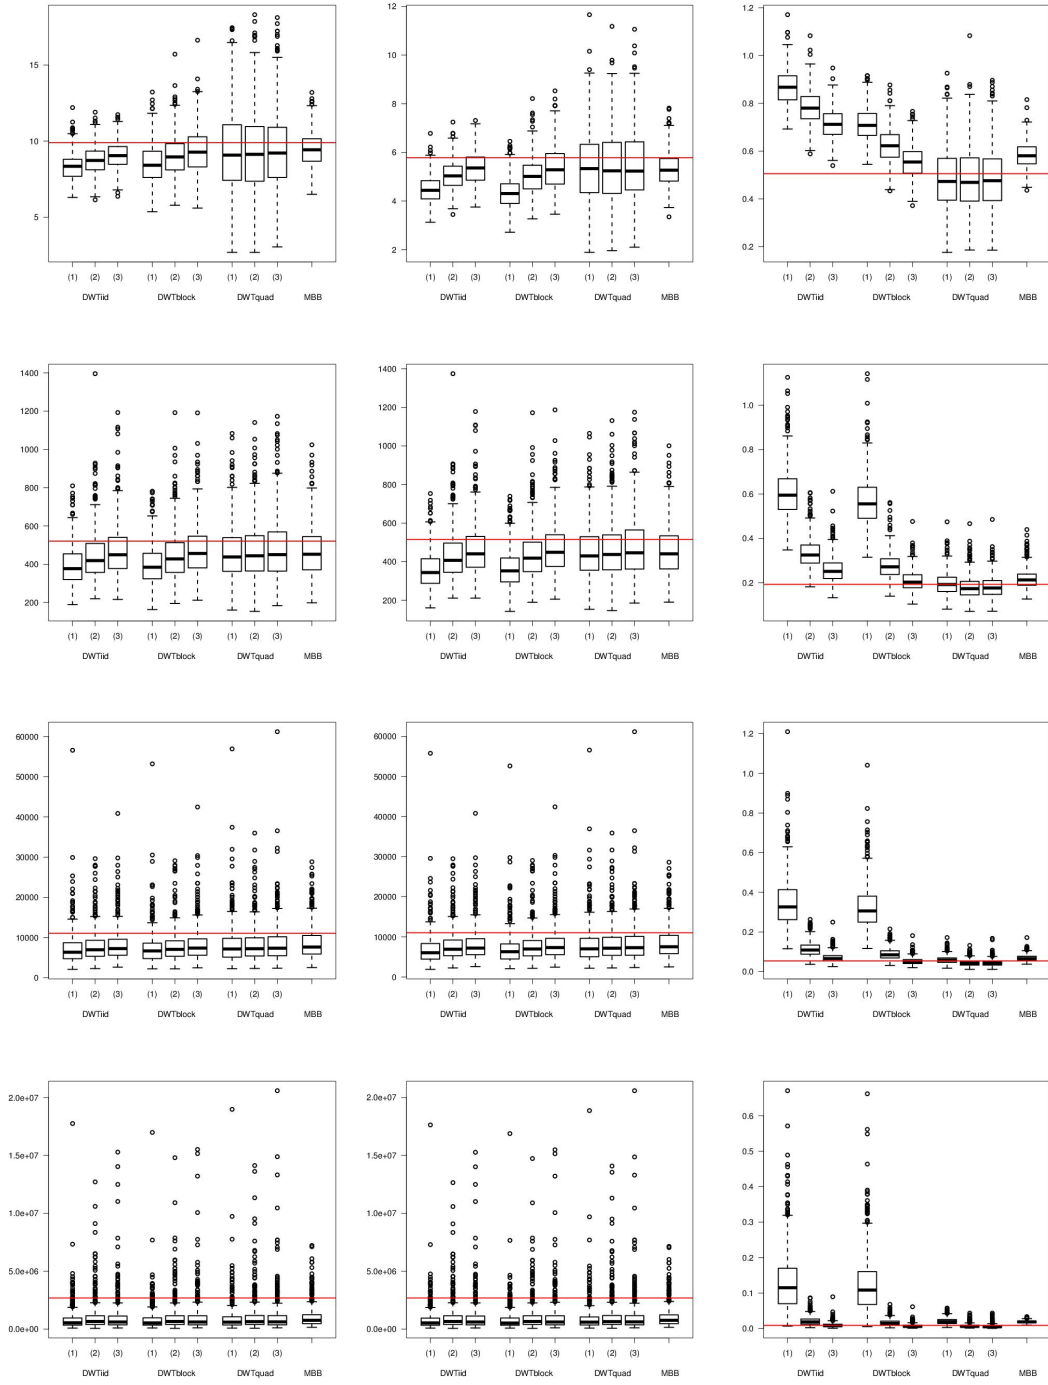 15
10
5
(1) (2) (3) (1) (2) (3) (1) (2) (3)
DWTiid DWTblock DWTquad MBB
12
10
8
6
4
2
(1) (2) (3) (1) (2) (3) (1) (2) (3)
DWTiid DWTblock DWTquad MBB
1.2
1.0
0.8
0.6
0.4
0.2
(1) (2) (3) (1) (2) (3) (1) (2) (3)
DWTiid DWTblock DWTquad MBB
1400
1200
1000
800
600
400
200
(1) (2) (3) (1) (2) (3) (1) (2) (3)
DWTiid DWTblock DWTquad MBB
1400
1200
1000
800
600
400
200
(1) (2) (3) (1) (2) (3) (1) (2) (3)
DWTiid DWTblock DWTquad MBB
1.0
0.8
0.6
0.4
0.2
(1) (2) (3) (1) (2) (3) (1) (2) (3)
DWTiid DWTblock DWTquad MBB
60000
50000
40000
30000
20000
10000
0
(1) (2) (3) (1) (2) (3) (1) (2) (3)
DWTiid DWTblock DWTquad MBB
60000
50000
40000
30000
20000
10000
0
(1) (2) (3) (1) (2) (3) (1) (2) (3)
DWTiid DWTblock DWTquad MBB
1.2
1.0
0.8
0.6
0.4
0.2
0.0
(1) (2) (3) (1) (2) (3) (1) (2) (3)
DWTiid DWTblock DWTquad MBB
2.0e+07
1.5e+07
1.0e+07
5.0e+06
0.0e+00
(1) (2) (3) (1) (2) (3) (1) (2) (3)
DWTiid DWTblock DWTquad MBB
2.0e+07
1.5e+07
1.0e+07
5.0e+06
0.0e+00
(1) (2) (3) (1) (2) (3) (1) (2) (3)
DWTiid DWTblock DWTquad MBB
0.6
0.5
0.4
0.3
0.2
0.1
0.0
(1) (2) (3) (1) (2) (3) (1) (2) (3)
DWTiid DWTblock DWTquad MBB